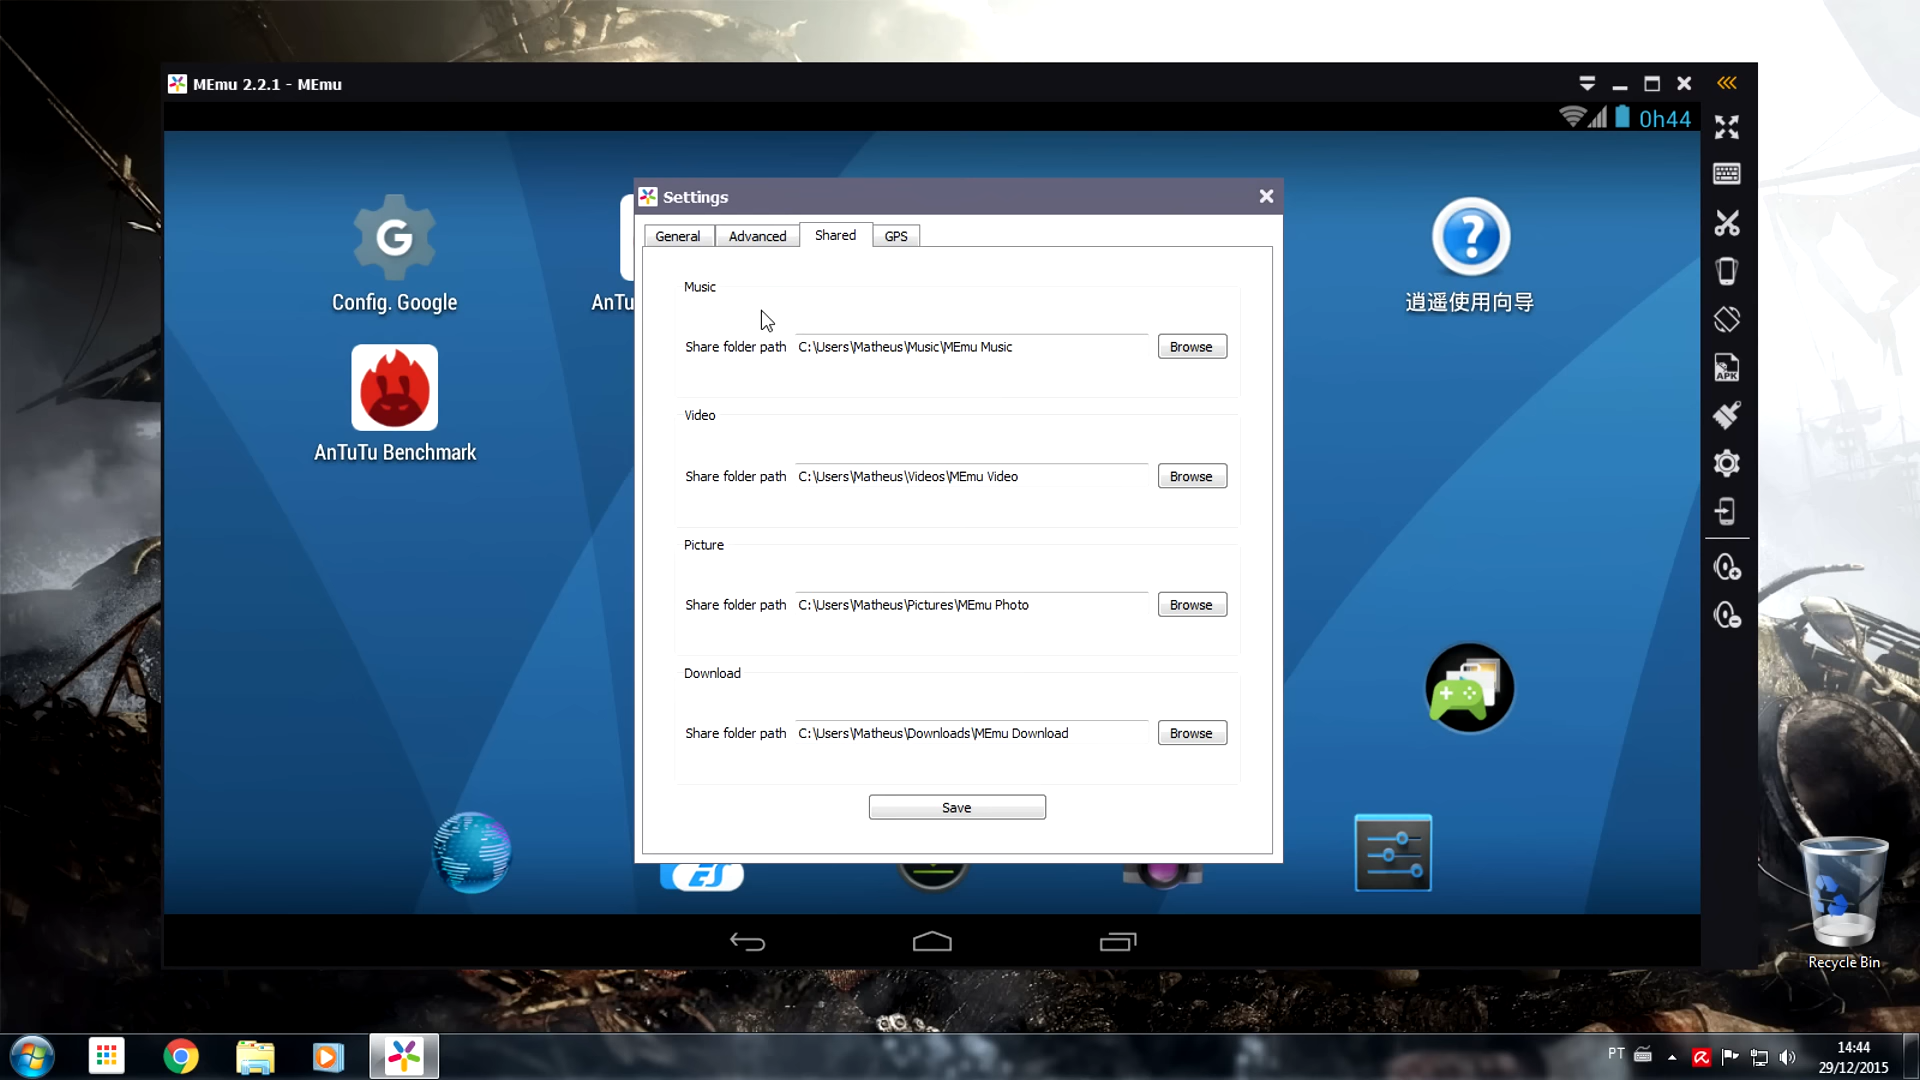 MEmu 2.2.1 - MEmu
0h44
Settings
General
Advanced
Shared
GPS
Config. Google
AnTu
逍遥使用向导
Music
Share folder path C:\Users\Matheus\Music\MEmu Music Browse
AnTuTu Benchmark
Video
Share folder path C:\Users\Matheus\Videos\MEmu Video Browse
APK
Picture
Share folder path C:\Users\Matheus\Pictures\MEmu Photo Browse
Download
Share folder path C:\Users\Matheus\Downloads\MEmu Download Browse
Save
Recycle Bin
PT
14:44
29/12/2015